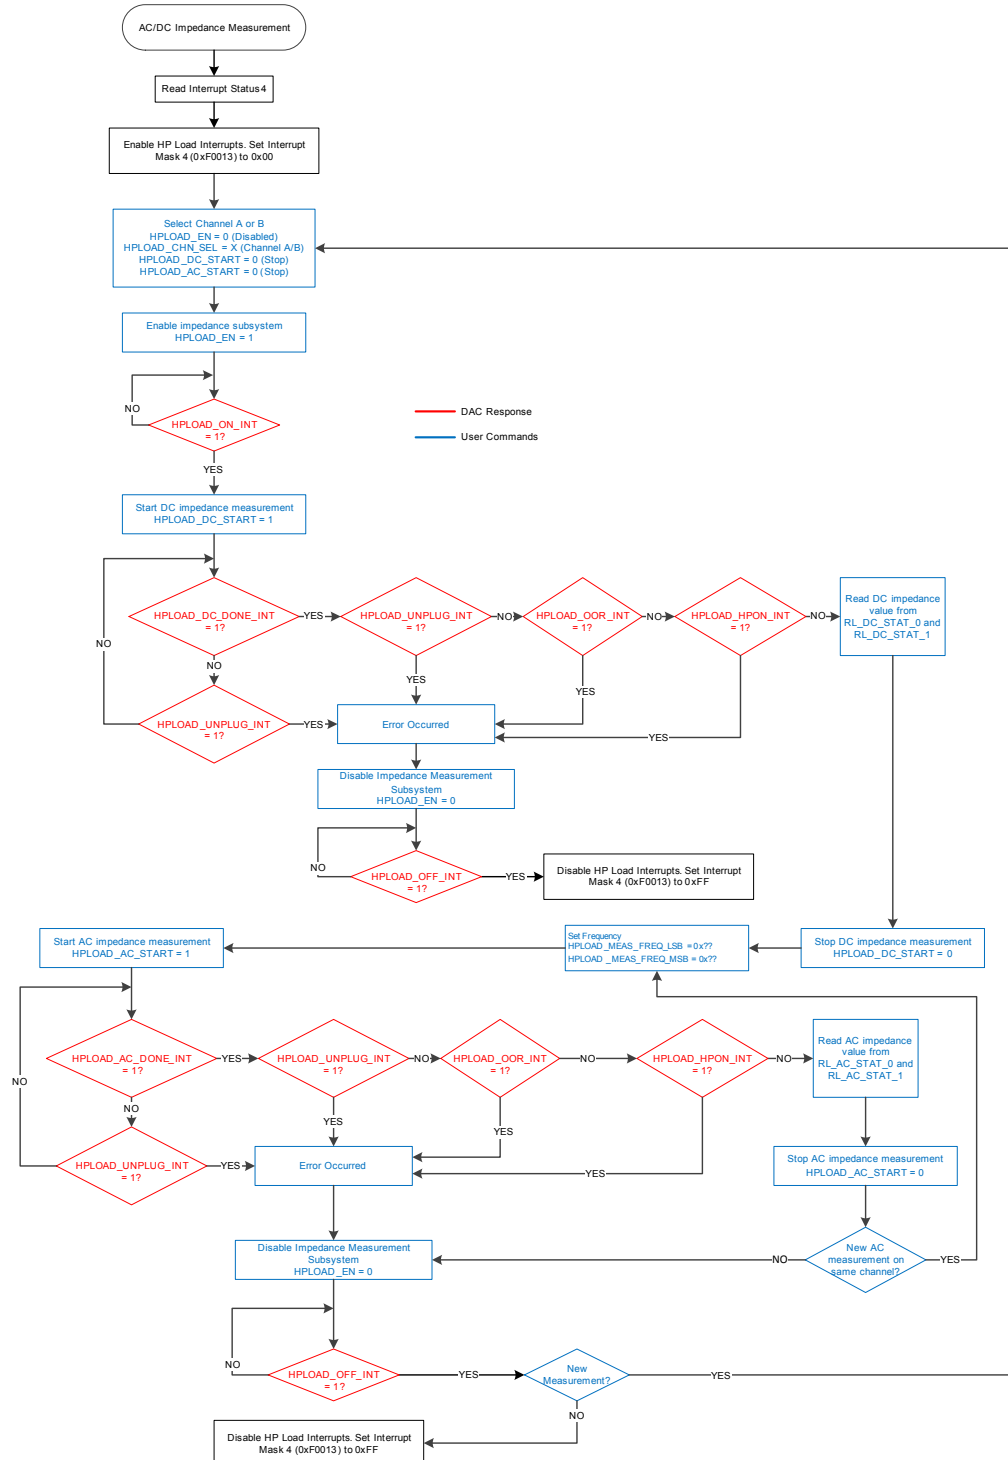 AC/DC Impedance Measurement
Read Interrupt Status4
Enable HP Load Interrupts. Set Interrupt
Mask 4 (0xF0013) to 0x00
Select Channel A or B
HPLOAD_EN = 0 (Disabled)
HPLOAD_CHN_SEL = X (Channel A/B)
HPLOAD_DC_START = 0 (Stop)
HPLOAD_AC_START = 0 (Stop)
Enable impedance subsystem
HPLOAD_EN = 1
NO
HPLOAD_ON_INT
= 1?
YES
DAC Response
User Commands
Start DC impedance measurement
HPLOAD_DC_START = 1
NO
HPLOAD_DC_DONE_INT
= 1?
YES
HPLOAD_UNPLUG_INT
= 1?
NO
HPLOAD_OOR_INT
= 1?
NO
HPLOAD_HPON_INT
= 1?
NO
Read DC impedance
value from
RL_DC_STAT_0 and
RL_DC_STAT_1
NO
YES
YES
HPLOAD_UNPLUG_INT
= 1?
YES
Error Occurred
YES
Disable Impedance Measurement
Subsystem
HPLOAD_EN = 0
NO
HPLOAD_OFF_INT
= 1?
YES
Disable HP Load Interrupts. Set Interrupt
Mask 4 (0xF0013) to 0xFF
Start AC impedance measurement
HPLOAD_AC_START = 1
Set Frequency
HPLOAD_MEAS_FREQ_LSB = 0x??
HPLOAD _MEAS_FREQ_MSB = 0x??
Stop DC impedance measurement
HPLOAD_DC_START = 0
NO
HPLOAD_AC_DONE_INT
= 1?
YES
HPLOAD_UNPLUG_INT
= 1?
NO
HPLOAD_OOR_INT
= 1?
NO
HPLOAD_HPON_INT
= 1?
NO
Read AC impedance
value from
RL_AC_STAT_0 and
RL_AC_STAT_1
NO
YES
YES
HPLOAD_UNPLUG_INT
= 1?
YES
Error Occurred
YES
Stop AC impedance measurement
HPLOAD_AC_START = 0
Disable Impedance Measurement
Subsystem
HPLOAD_EN = 0
NO
New AC
measurement on
same channel?
YES
NO
HPLOAD_OFF_INT
= 1?
YES
New
Measurement?
YES
NO
Disable HP Load Interrupts. Set Interrupt
Mask 4 (0xF0013) to 0xFF